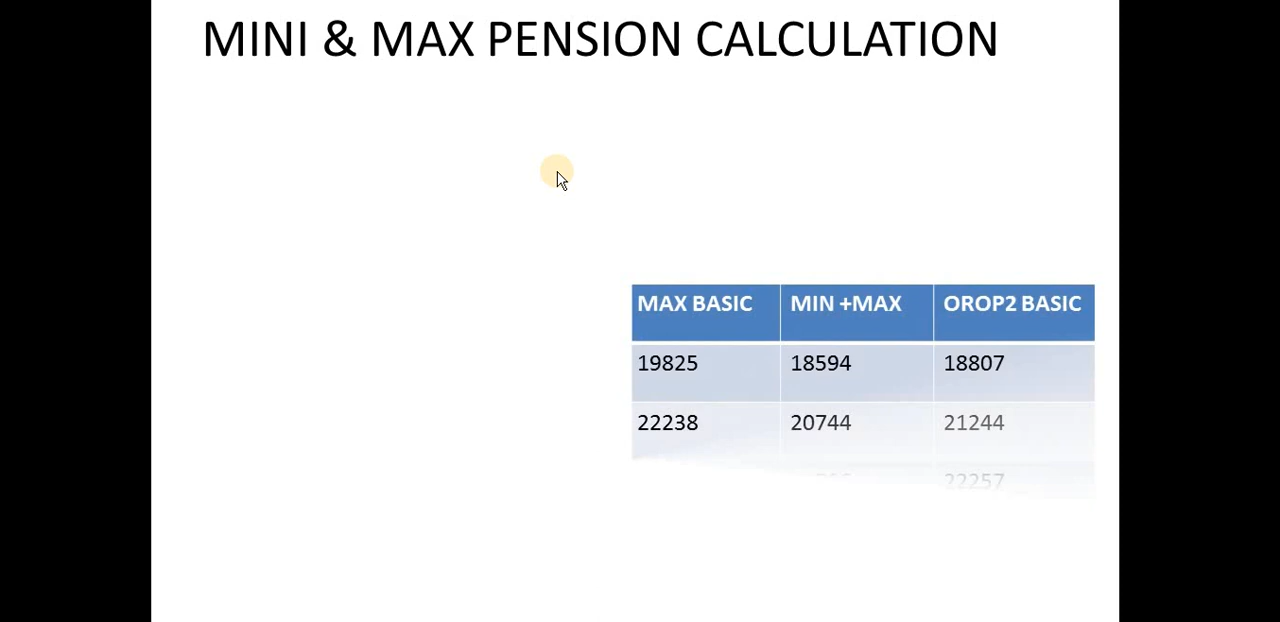 MINI & MAX PENSION CALCULATION
MAX BASIC MIN +MAX OROP2 BASIC
19825 18594 18807
22238 20744 21244
22257